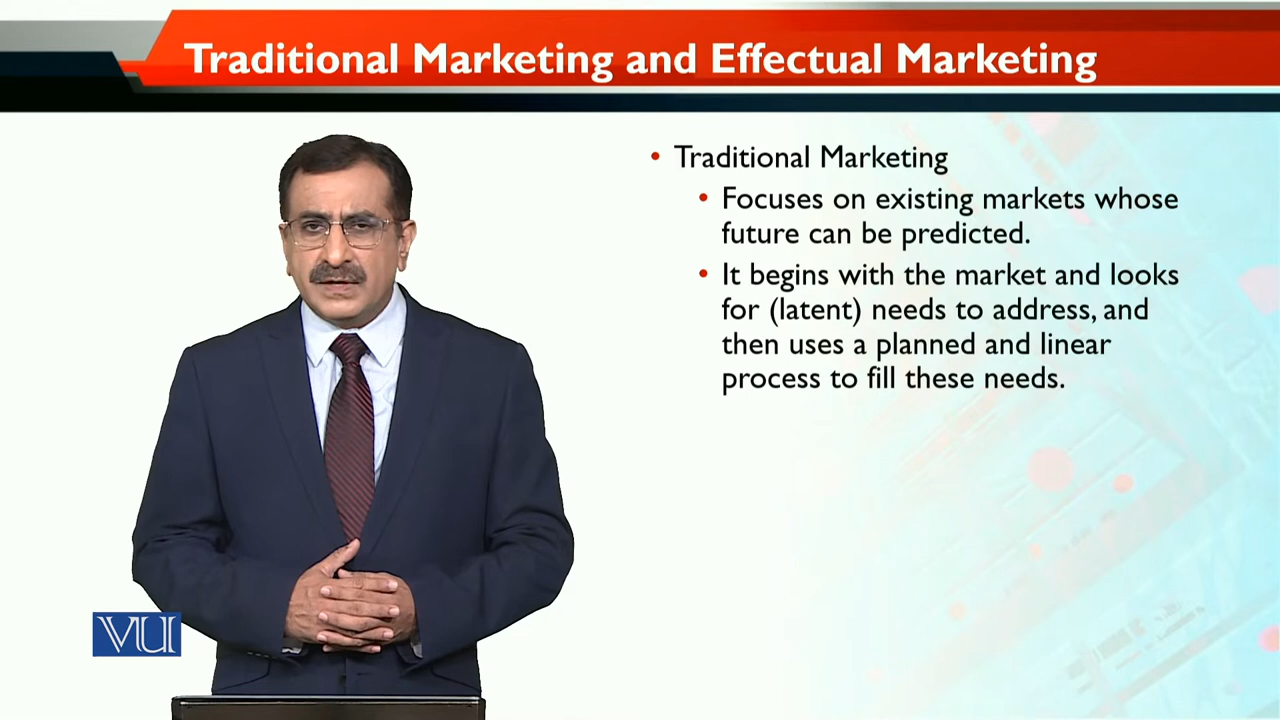 Traditional Marketing and Effectual Marketing
• Traditional Marketing
• Focuses on existing markets whose
future can be predicted.
• It begins with the market and looks
for (latent) needs to address, and
then uses a planned and linear
process to fill these needs.
VU